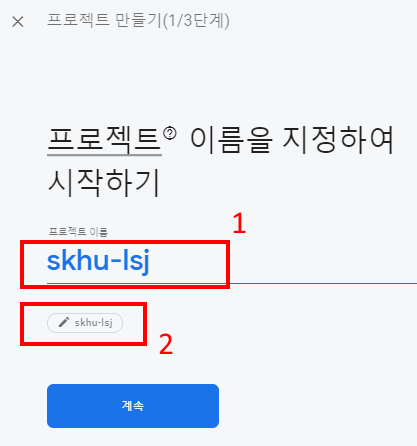 프로젝트 만들기(1/3단계)
프로젝트 이름을 지정하여
시작하기
프로젝트 이름
1
skhu-lsj
skhu-lsj
2
계속